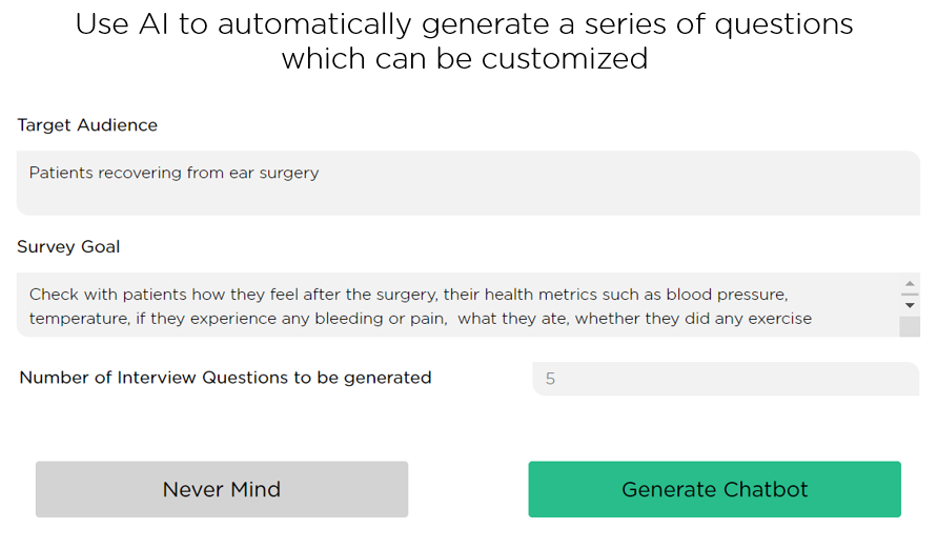 Use AI to automatically generate a series of questions
which can be customized
Target Audience
Patients recovering from ear surgery
Survey Goal
Check with patients how they feel after the surgery, their health metrics such as blood pressure,
temperature, if they experience any bleeding or pain,  what they ate, whether they did any exercise
Number of Interview Questions to be generated
5
Never Mind
Generate Chatbot